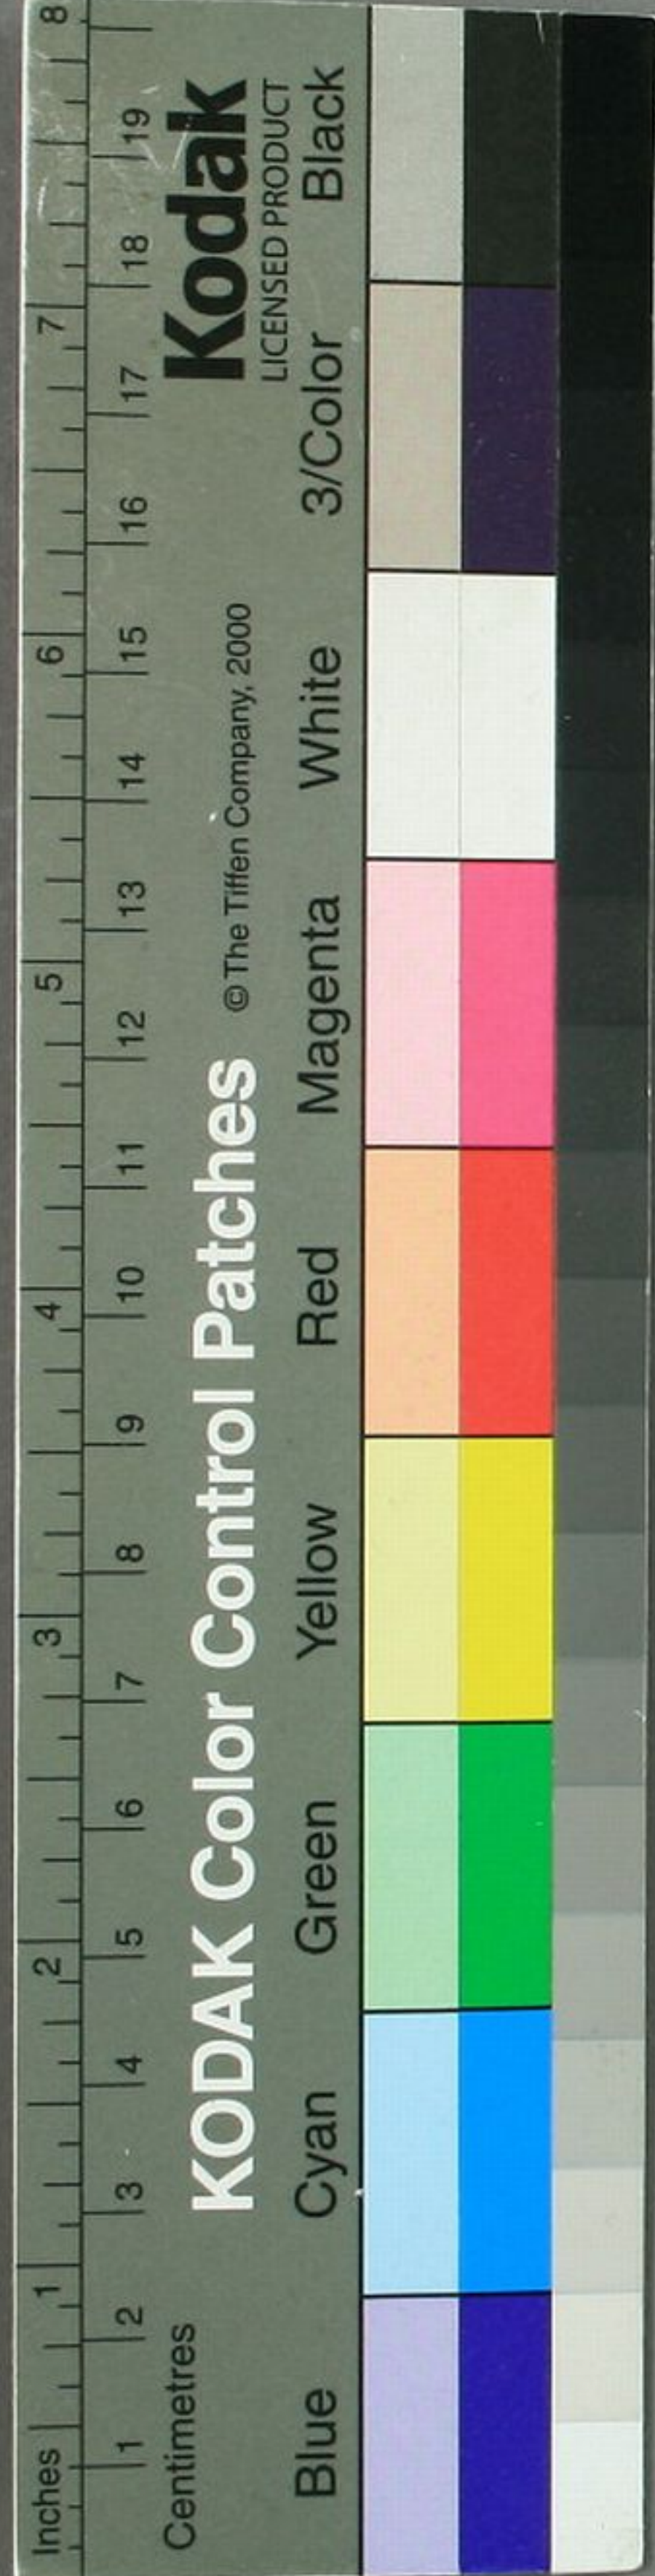 Inches 1 2 3 4 5 6 7 8
1 2 3 4 5 6 7 8 9 10 11 12 13 14 15 16 17 18 19
Centimetres
KODAK Color Control Patches
© The Tiffen Company, 2000
Kodak
LICENSED PRODUCT
Blue Cyan Green Yellow Red Magenta White 3/Color Black